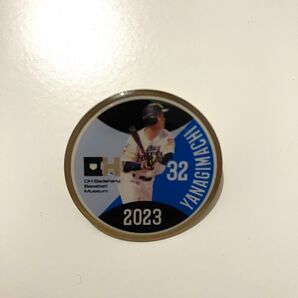 OH
OH Sadaharu
Baseball
Museum
32
YANAGIMACHI
2023